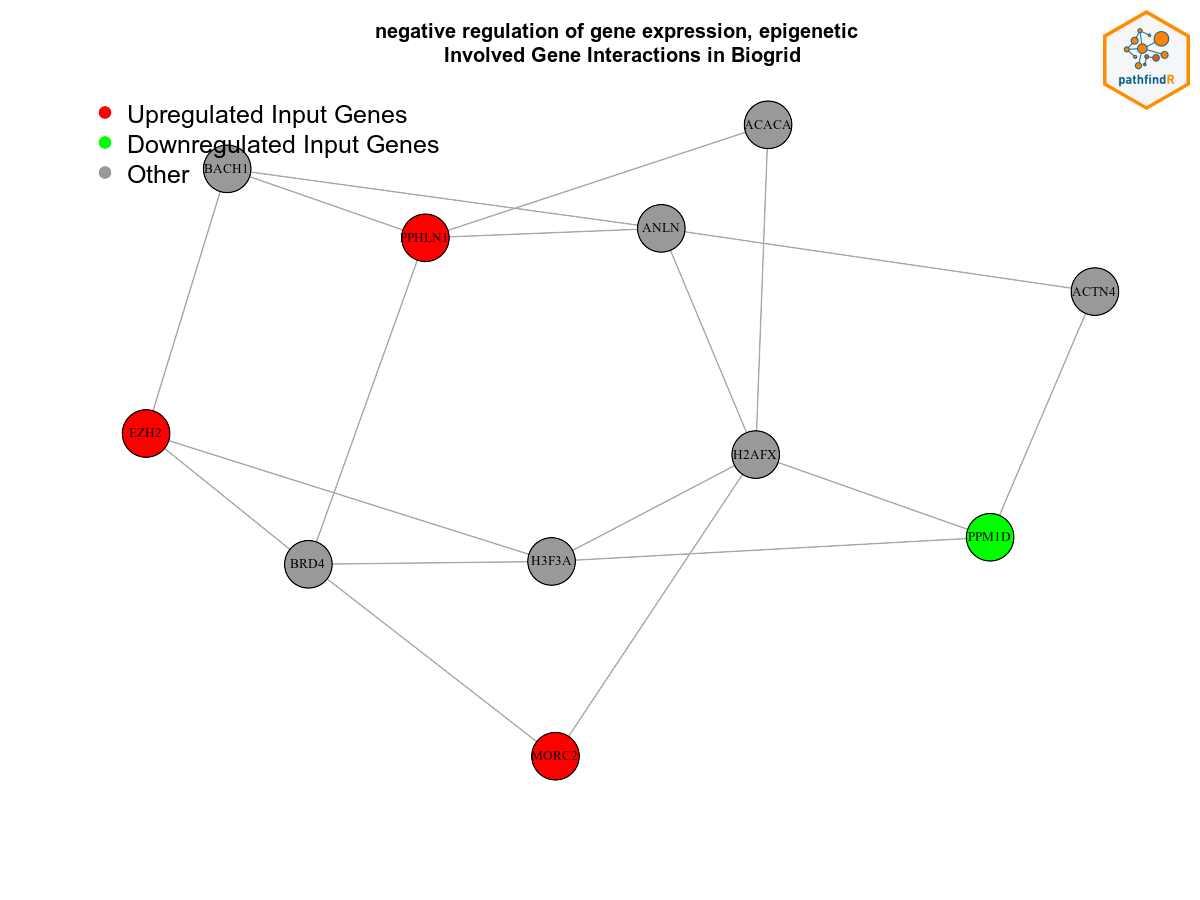 negative regulation of gene expression, epigenetic
Involved Gene Interactions in Biogrid
pathfindR
Upregulated Input Genes
Downregulated Input Genes
Other
ACACA
BACH1
PPHLN1
ANLN
ACTN4
EZH2
H2AFX
PPM1D
BRD4
H3F3A
MORC2